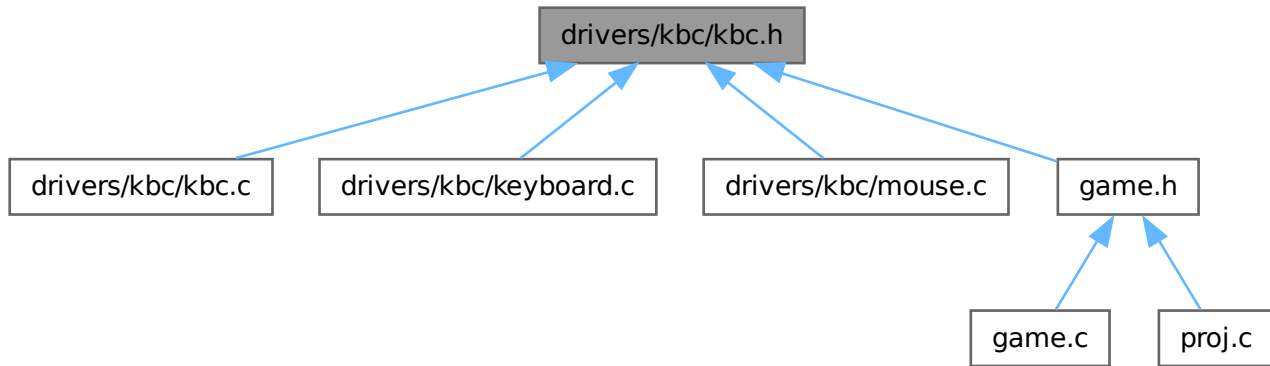 drivers/kbc/kbc.h
drivers/kbc/kbc.c
drivers/kbc/keyboard.c
drivers/kbc/mouse.c
game.h
game.c
proj.c